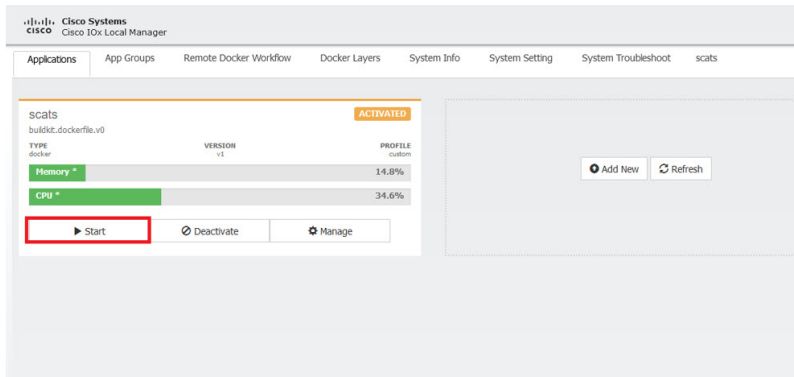 cisco Cisco Systems
Cisco IOx Local Manager
Applications App Groups Remote Docker Workflow Docker Layers System Info System Setting System Troubleshoot scats
scats ACTIVATED
buildkit.dockerfile.v0
TYPE VERSION PROFILE
docker v1 custom
Memory * 14.8%
CPU * 34.6%
Start Deactivate Manage
Add New Refresh